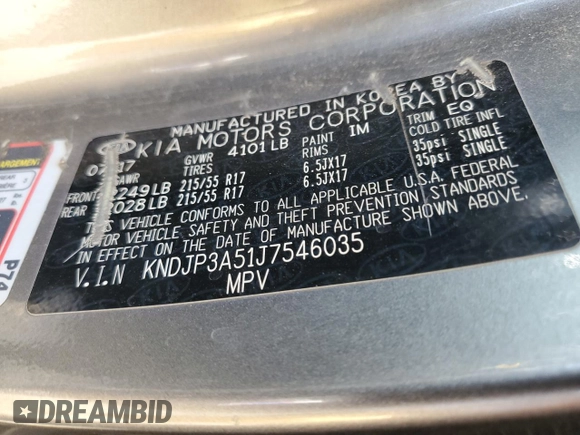 MANUFACTURED IN KOREA BY
KIA MOTORS CORPORATION
GVWR 4101LB PAINT IM TRIM EQ
GAWR TIRES RIMS COLD TIRE INFL
FRONT 215/55 R17 6.5JX17 35psi SINGLE
REAR 215/55 R17 6.5JX17 35psi SINGLE
THIS VEHICLE CONFORMS TO ALL APPLICABLE U.S.A. FEDERAL
MOTOR VEHICLE SAFETY AND THEFT PREVENTION STANDARDS
IN EFFECT ON THE DATE OF MANUFACTURE SHOWN ABOVE.
V.I.N KNDJP3A51J7546035
MPV
DREAMBID